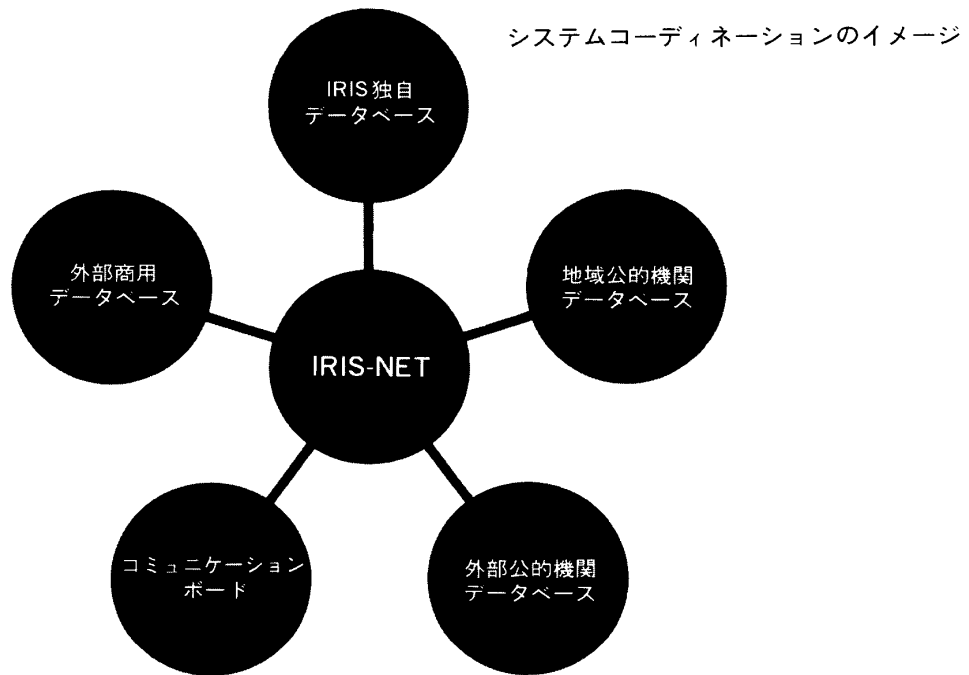 システムコーディネーションのイメージ
IRIS独自
データベース
外部商用
データベース
地域公的機関
データベース
IRIS-NET
コミュニケーション
ボード
外部公的機関
データベース